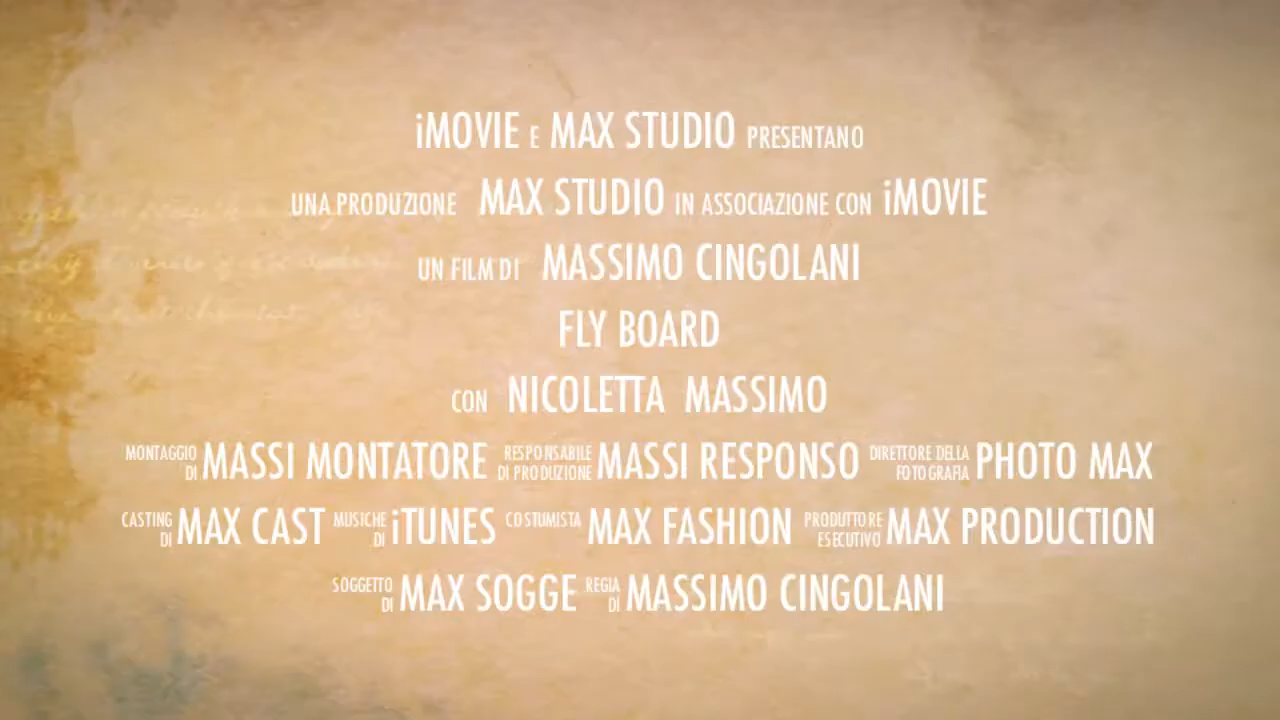 iMOVIE E MAX STUDIO PRESENTANO
UNA PRODUZIONE MAX STUDIO IN ASSOCIAZIONE CON iMOVIE
UN FILM DI MASSIMO CINGOLANI
FLY BOARD
CON NICOLETTA MASSIMO
MONTAGGIO DI MASSI MONTATORE RESPONSABILE DI PRODUZIONE MASSI RESPONSO DIRETTORE DELLA FOTOGRAFIA PHOTO MAX
CASTING DI MAX CAST MUSICHE DI iTUNES COSTUMISTA MAX FASHION PRODUTTORE ESECUTIVO MAX PRODUCTION
SOGGETTO DI MAX SOGGE REGIA DI MASSIMO CINGOLANI